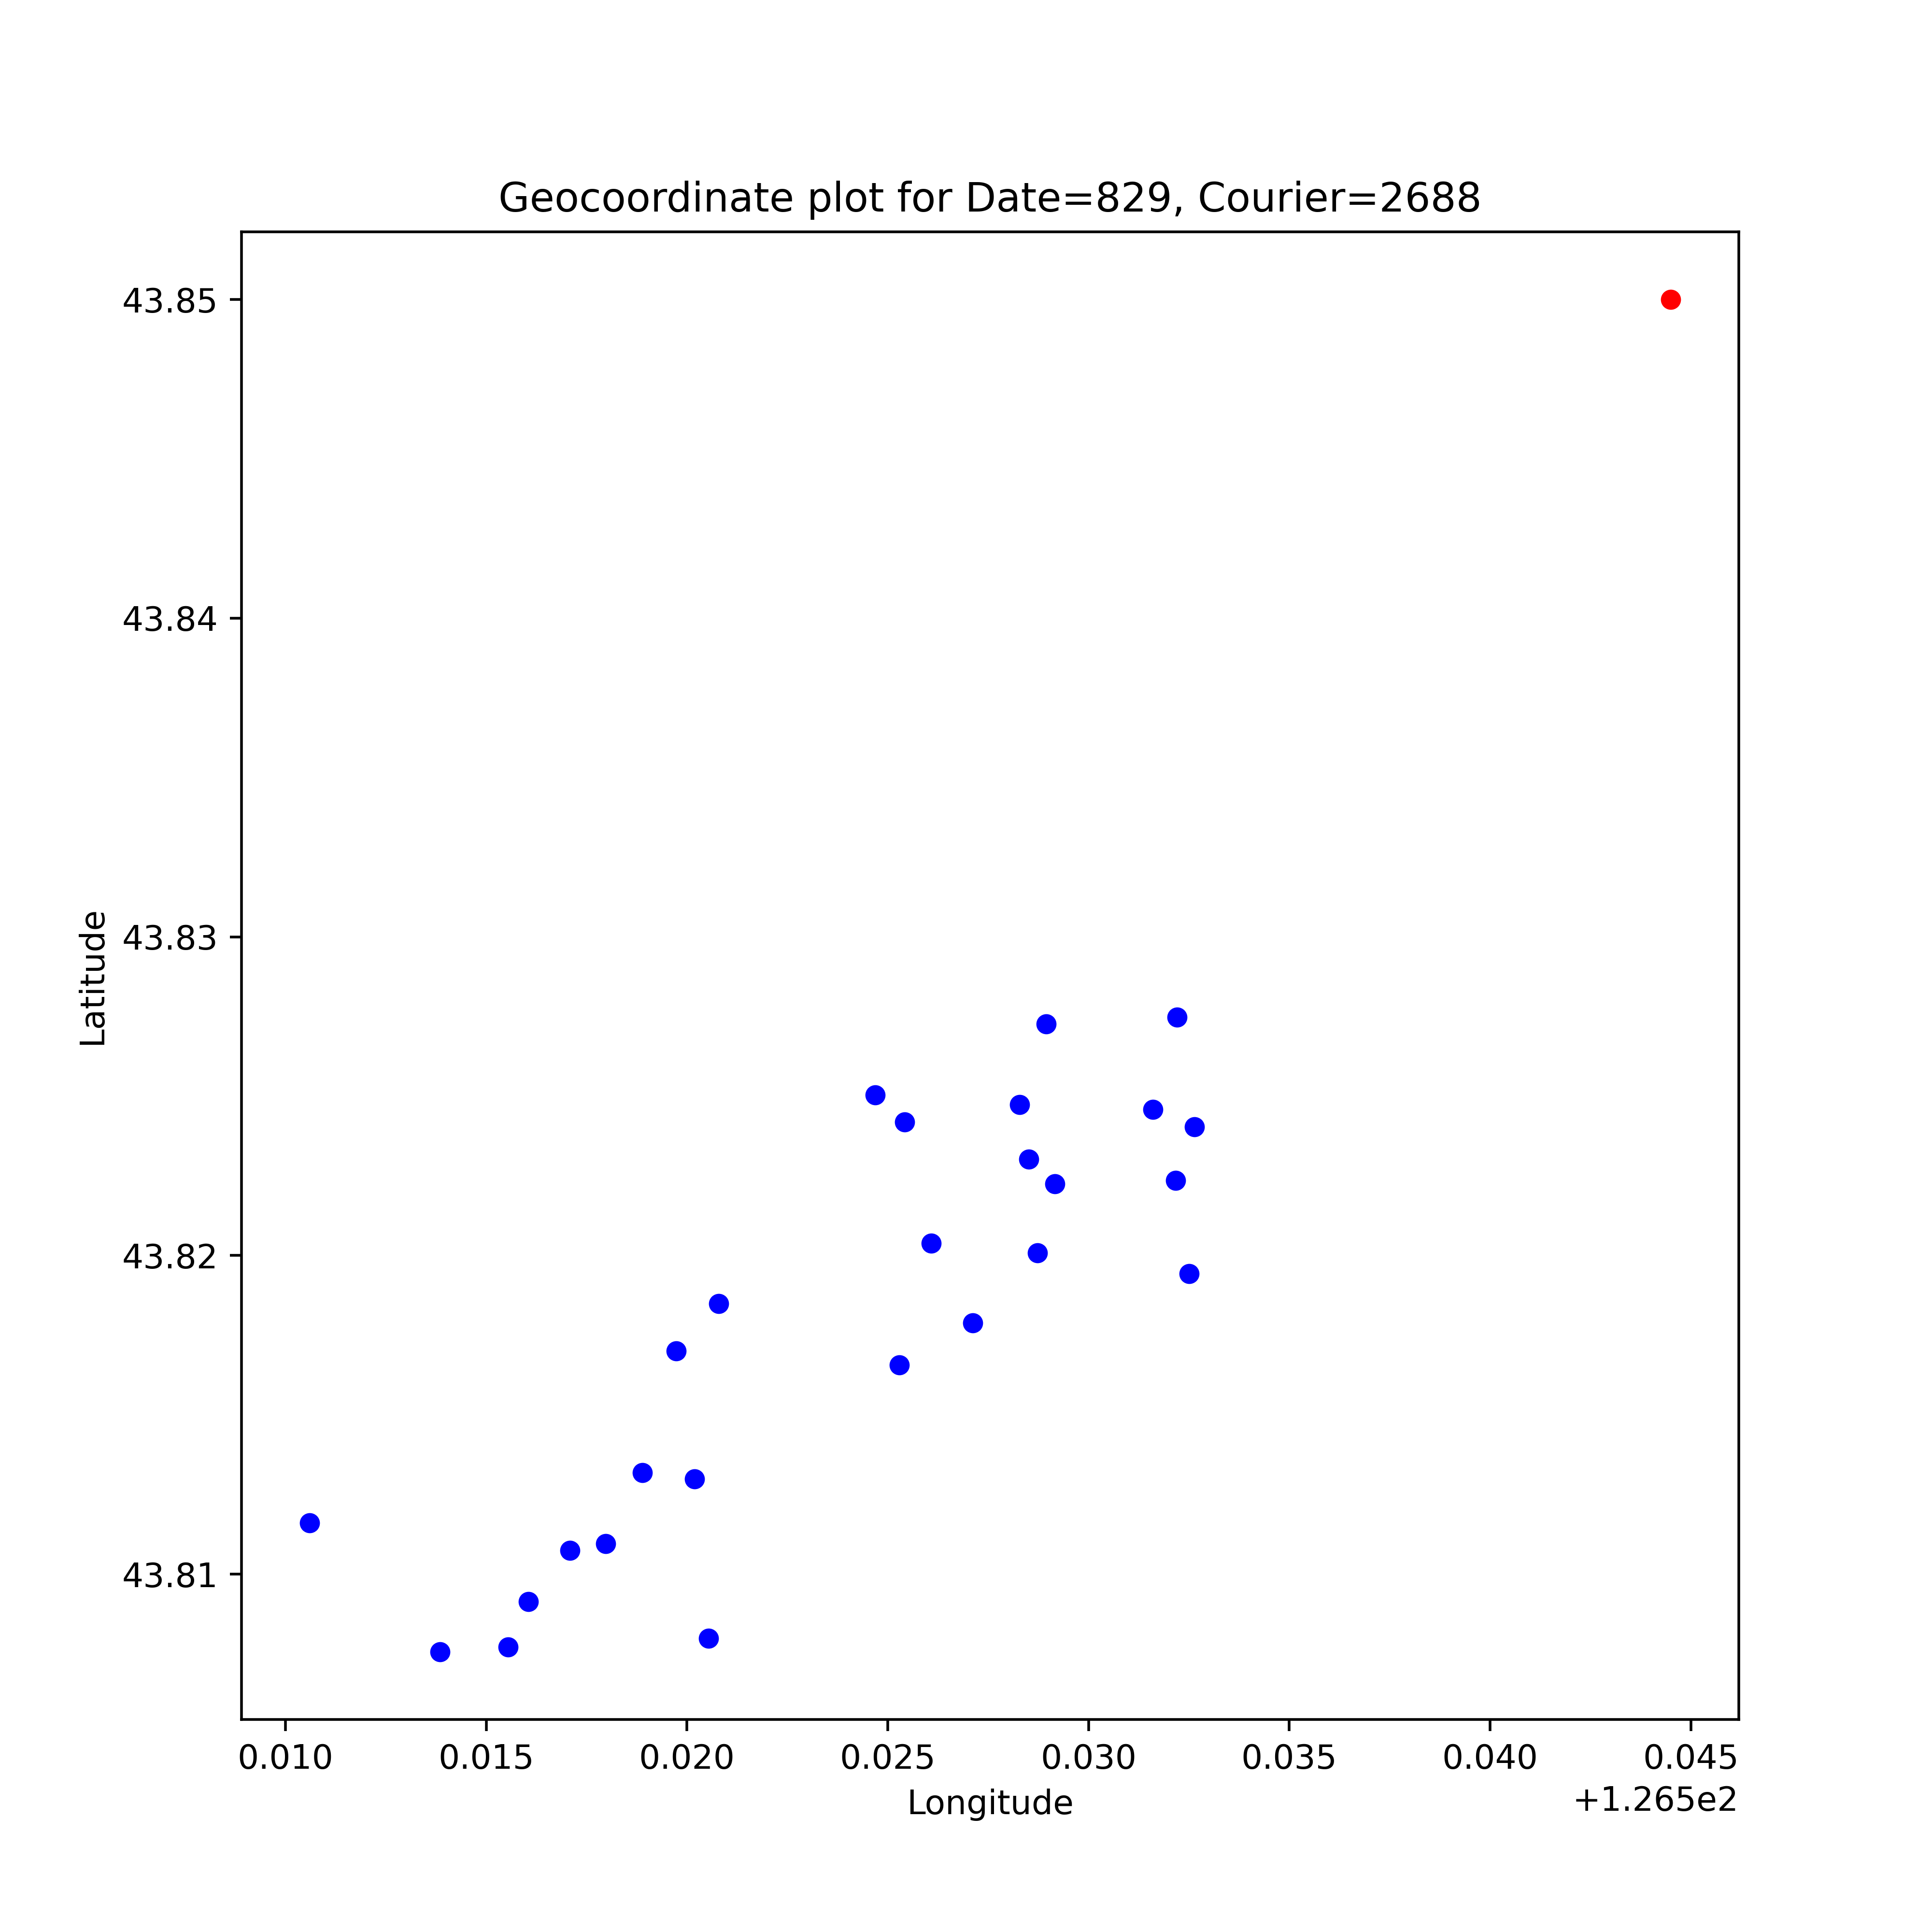 Geocoordinate plot for Date=829, Courier=2688
43.85
43.84
43.83
43.82
43.81
Latitude
0.010 0.015 0.020 0.025 0.030 0.035 0.040 0.045
+1.265e2
Longitude